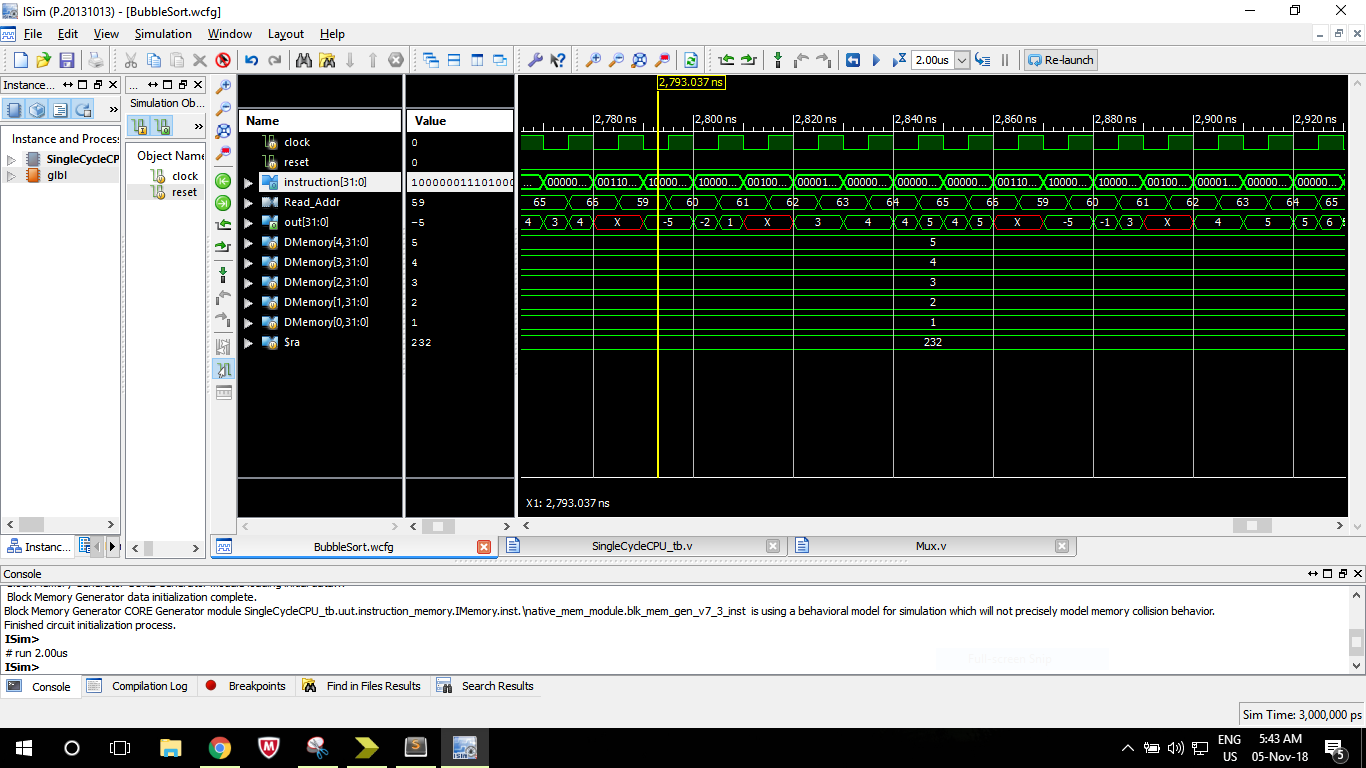 ISim (P.20131013) - [BubbleSort.wcfg]
File Edit View Simulation Window Layout Help
2.00us Re-launch
Instance...
...
Simulation Ob...
»
»
Instance and Process
Object Name
SingleCycleCP
glbl
clock
reset
Name Value
clock 0
reset 0
instruction[31:0] 100000011101000
Read_Addr 59
out[31:0] -5
DMemory[4,31:0] 5
DMemory[3,31:0] 4
DMemory[2,31:0] 3
DMemory[1,31:0] 2
DMemory[0,31:0] 1
$ra 232
2,793.037 ns
2,780 ns 2,800 ns 2,820 ns 2,840 ns 2,860 ns 2,880 ns 2,900 ns 2,920 ns
... 00000... 00110... 10000... 10000... 00100... 00001... 00000... 00000... 00000... 00110... 10000... 10000... 00100... 00001... 00000... 00000...
65 66 59 60 61 62 63 64 65 66 59 60 61 62 63 64 65
4 3 4 X -5 -2 1 X 3 4 4 5 4 5 X -5 -1 3 X 4 5 5 6
5
4
3
2
1
232
X1: 2,793.037 ns
Instanc...
BubbleSort.wcfg SingleCycleCPU_tb.v Mux.v
Console
Block Memory Generator data initialization complete.
Block Memory Generator CORE Generator module SingleCycleCPU_tb.uut.instruction_memory.IMemory.inst.\native_mem_module.blk_mem_gen_v7_3_inst is using a behavioral model for simulation which will not precisely model memory collision behavior.
Finished circuit initialization process.
ISim>
# run 2.00us
ISim>
Console Compilation Log Breakpoints Find in Files Results Search Results
Sim Time: 3,000,000 ps
ENG
US
5:43 AM
05-Nov-18
5